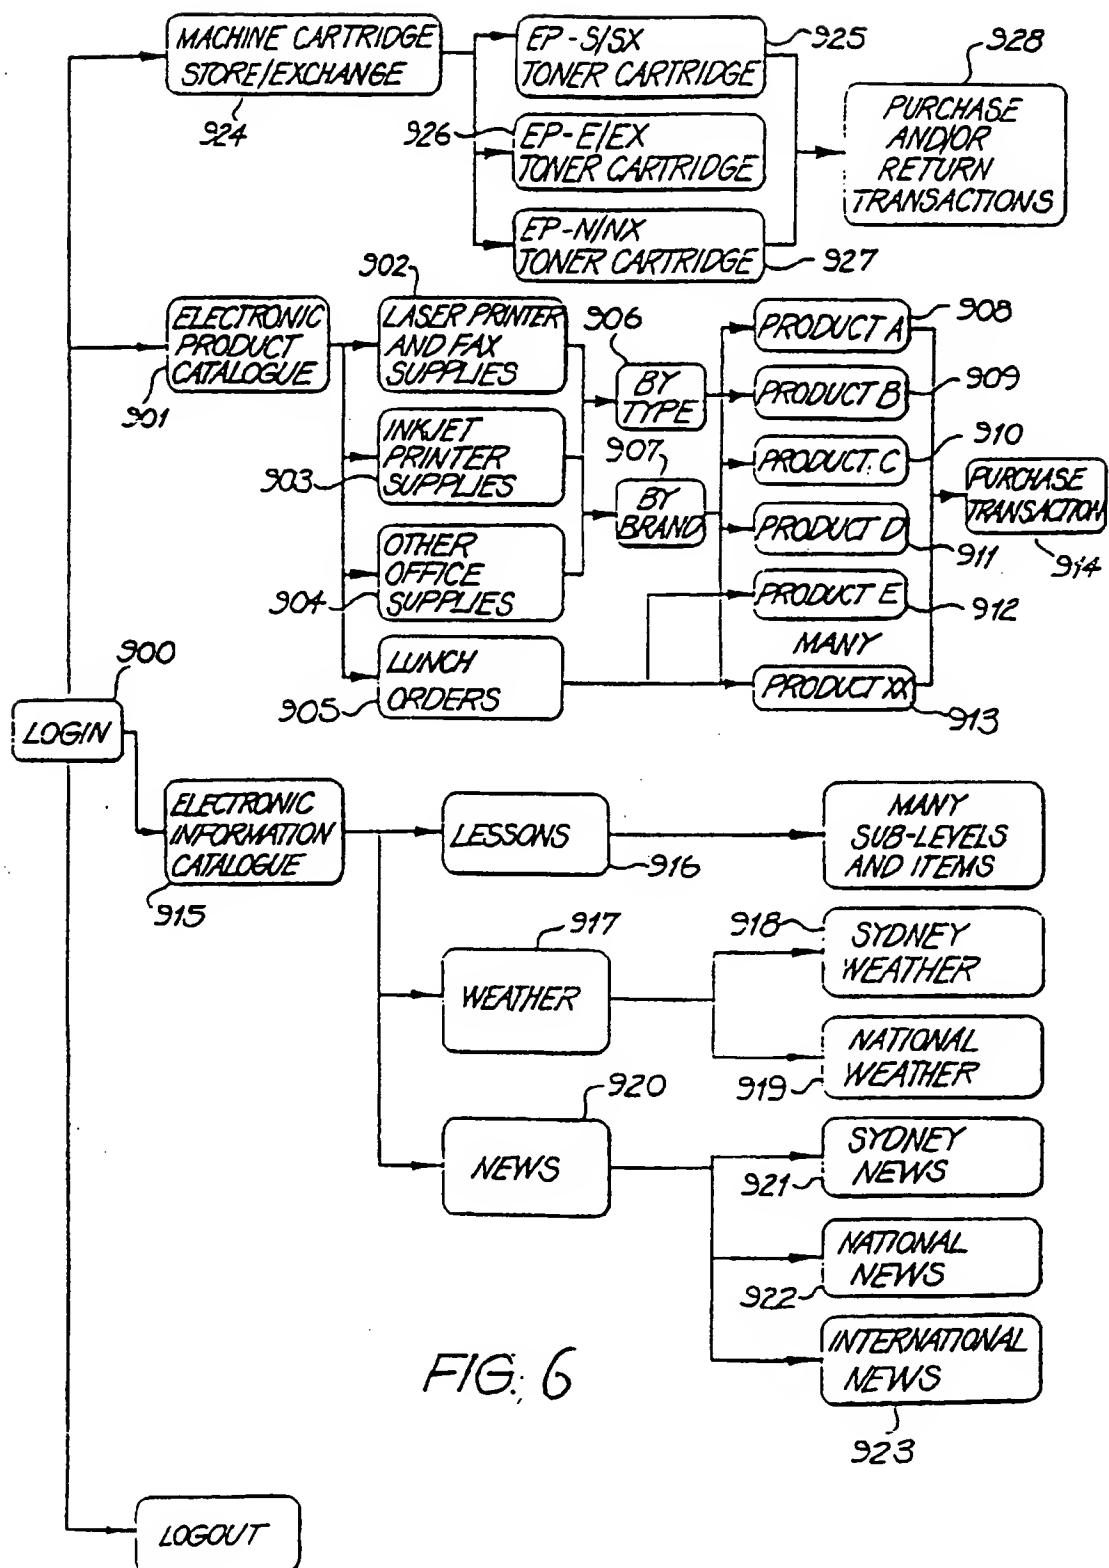 MACHINE CARTRIDGE
STORE/EXCHANGE
924
EP-S/SX
TONER CARTRIDGE
925
926
EP-E/EX
TONER CARTRIDGE
EP-N/NX
TONER CARTRIDGE
927
928
PURCHASE
AND/OR
RETURN
TRANSACTIONS
ELECTRONIC
PRODUCT
CATALOGUE
901
902
LASER PRINTER
AND FAX
SUPPLIES
INKJET
PRINTER
SUPPLIES
903
OTHER
OFFICE
SUPPLIES
904
LUNCH
ORDERS
905
906
BY
TYPE
907
BY
BRAND
PRODUCT A
908
PRODUCT B
909
PRODUCT C
910
PRODUCT D
911
PRODUCT E
912
MANY
PRODUCT XX
913
PURCHASE
TRANSACTION
914
900
LOGIN
ELECTRONIC
INFORMATION
CATALOGUE
915
LESSONS
916
MANY
SUB-LEVELS
AND ITEMS
917
WEATHER
918
SYDNEY
WEATHER
NATIONAL
WEATHER
919
920
NEWS
SYDNEY
NEWS
921
NATIONAL
NEWS
922
INTERNATIONAL
NEWS
923
FIG. 6
LOGOUT